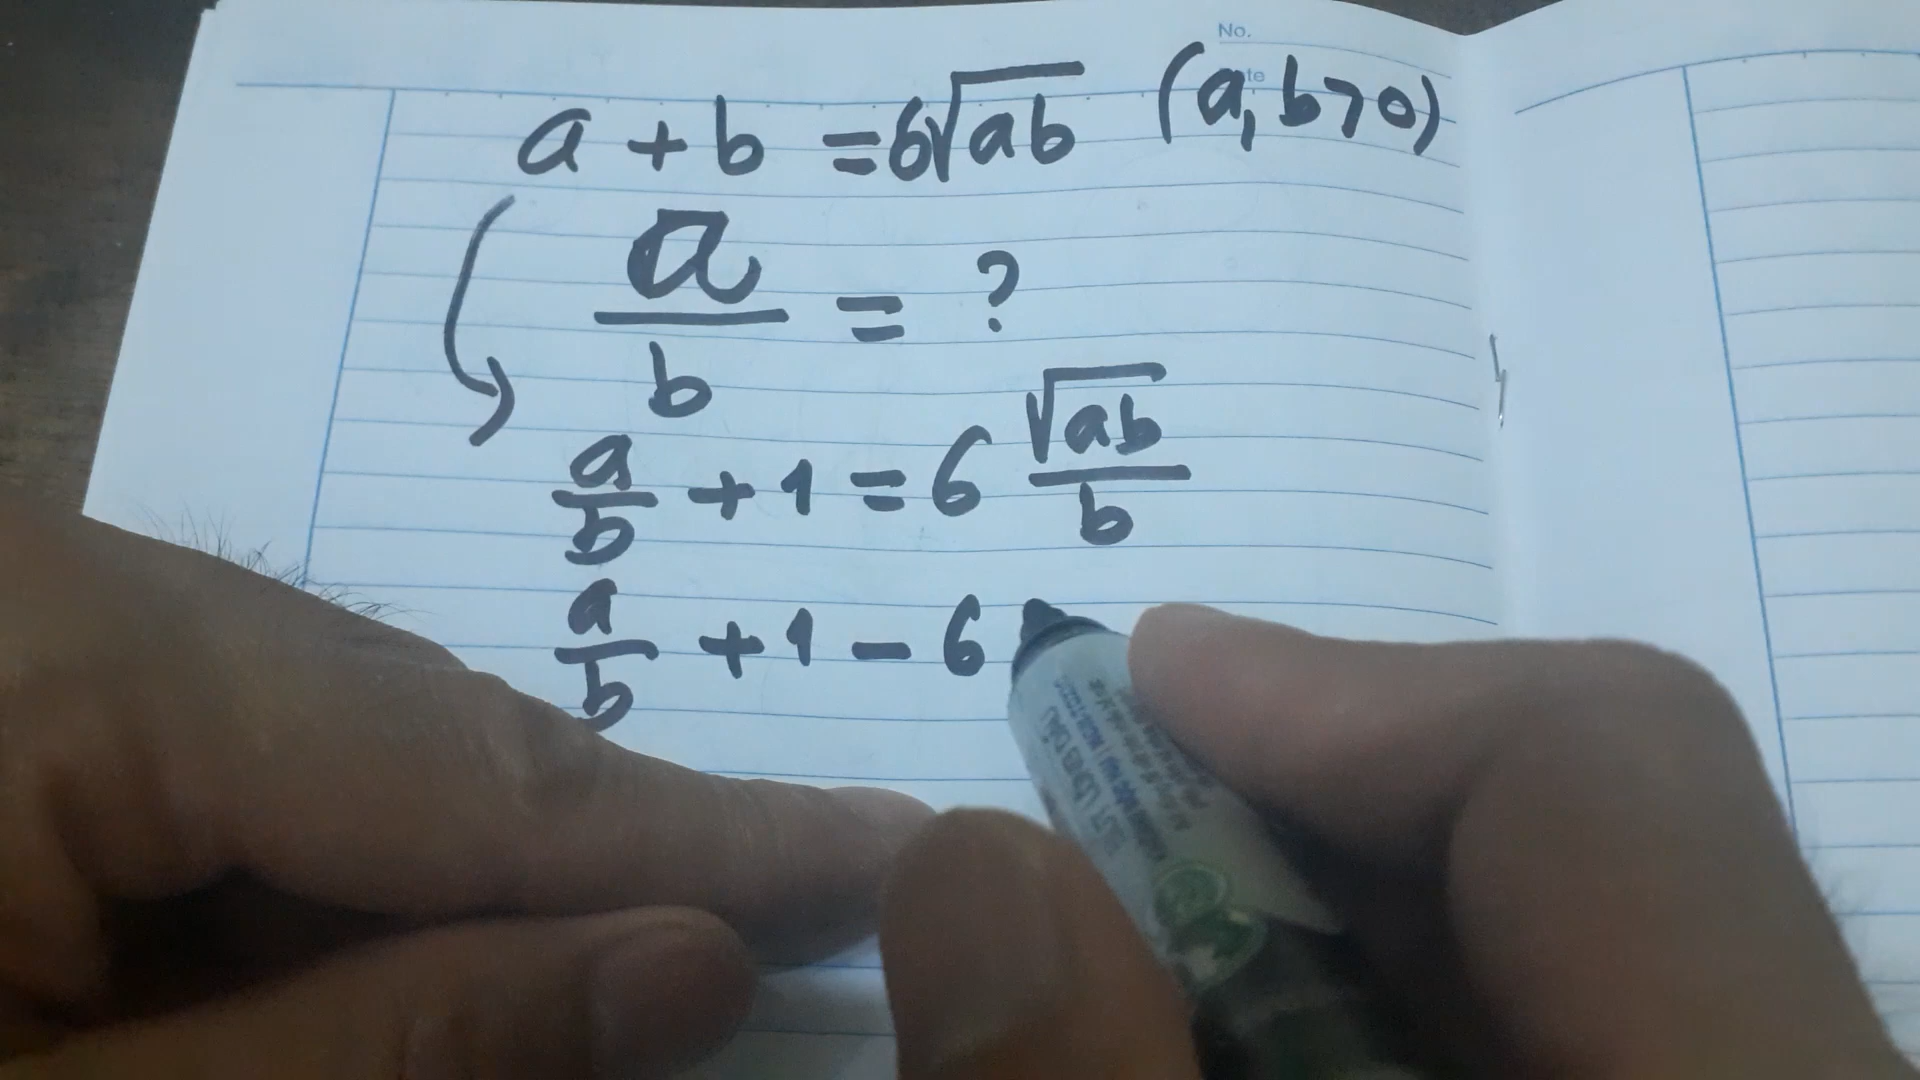 No.
a + b = 6√ab (a, b > 0)
a/b = ?
a/b + 1 = 6 √ab/b
a/b + 1 - 6